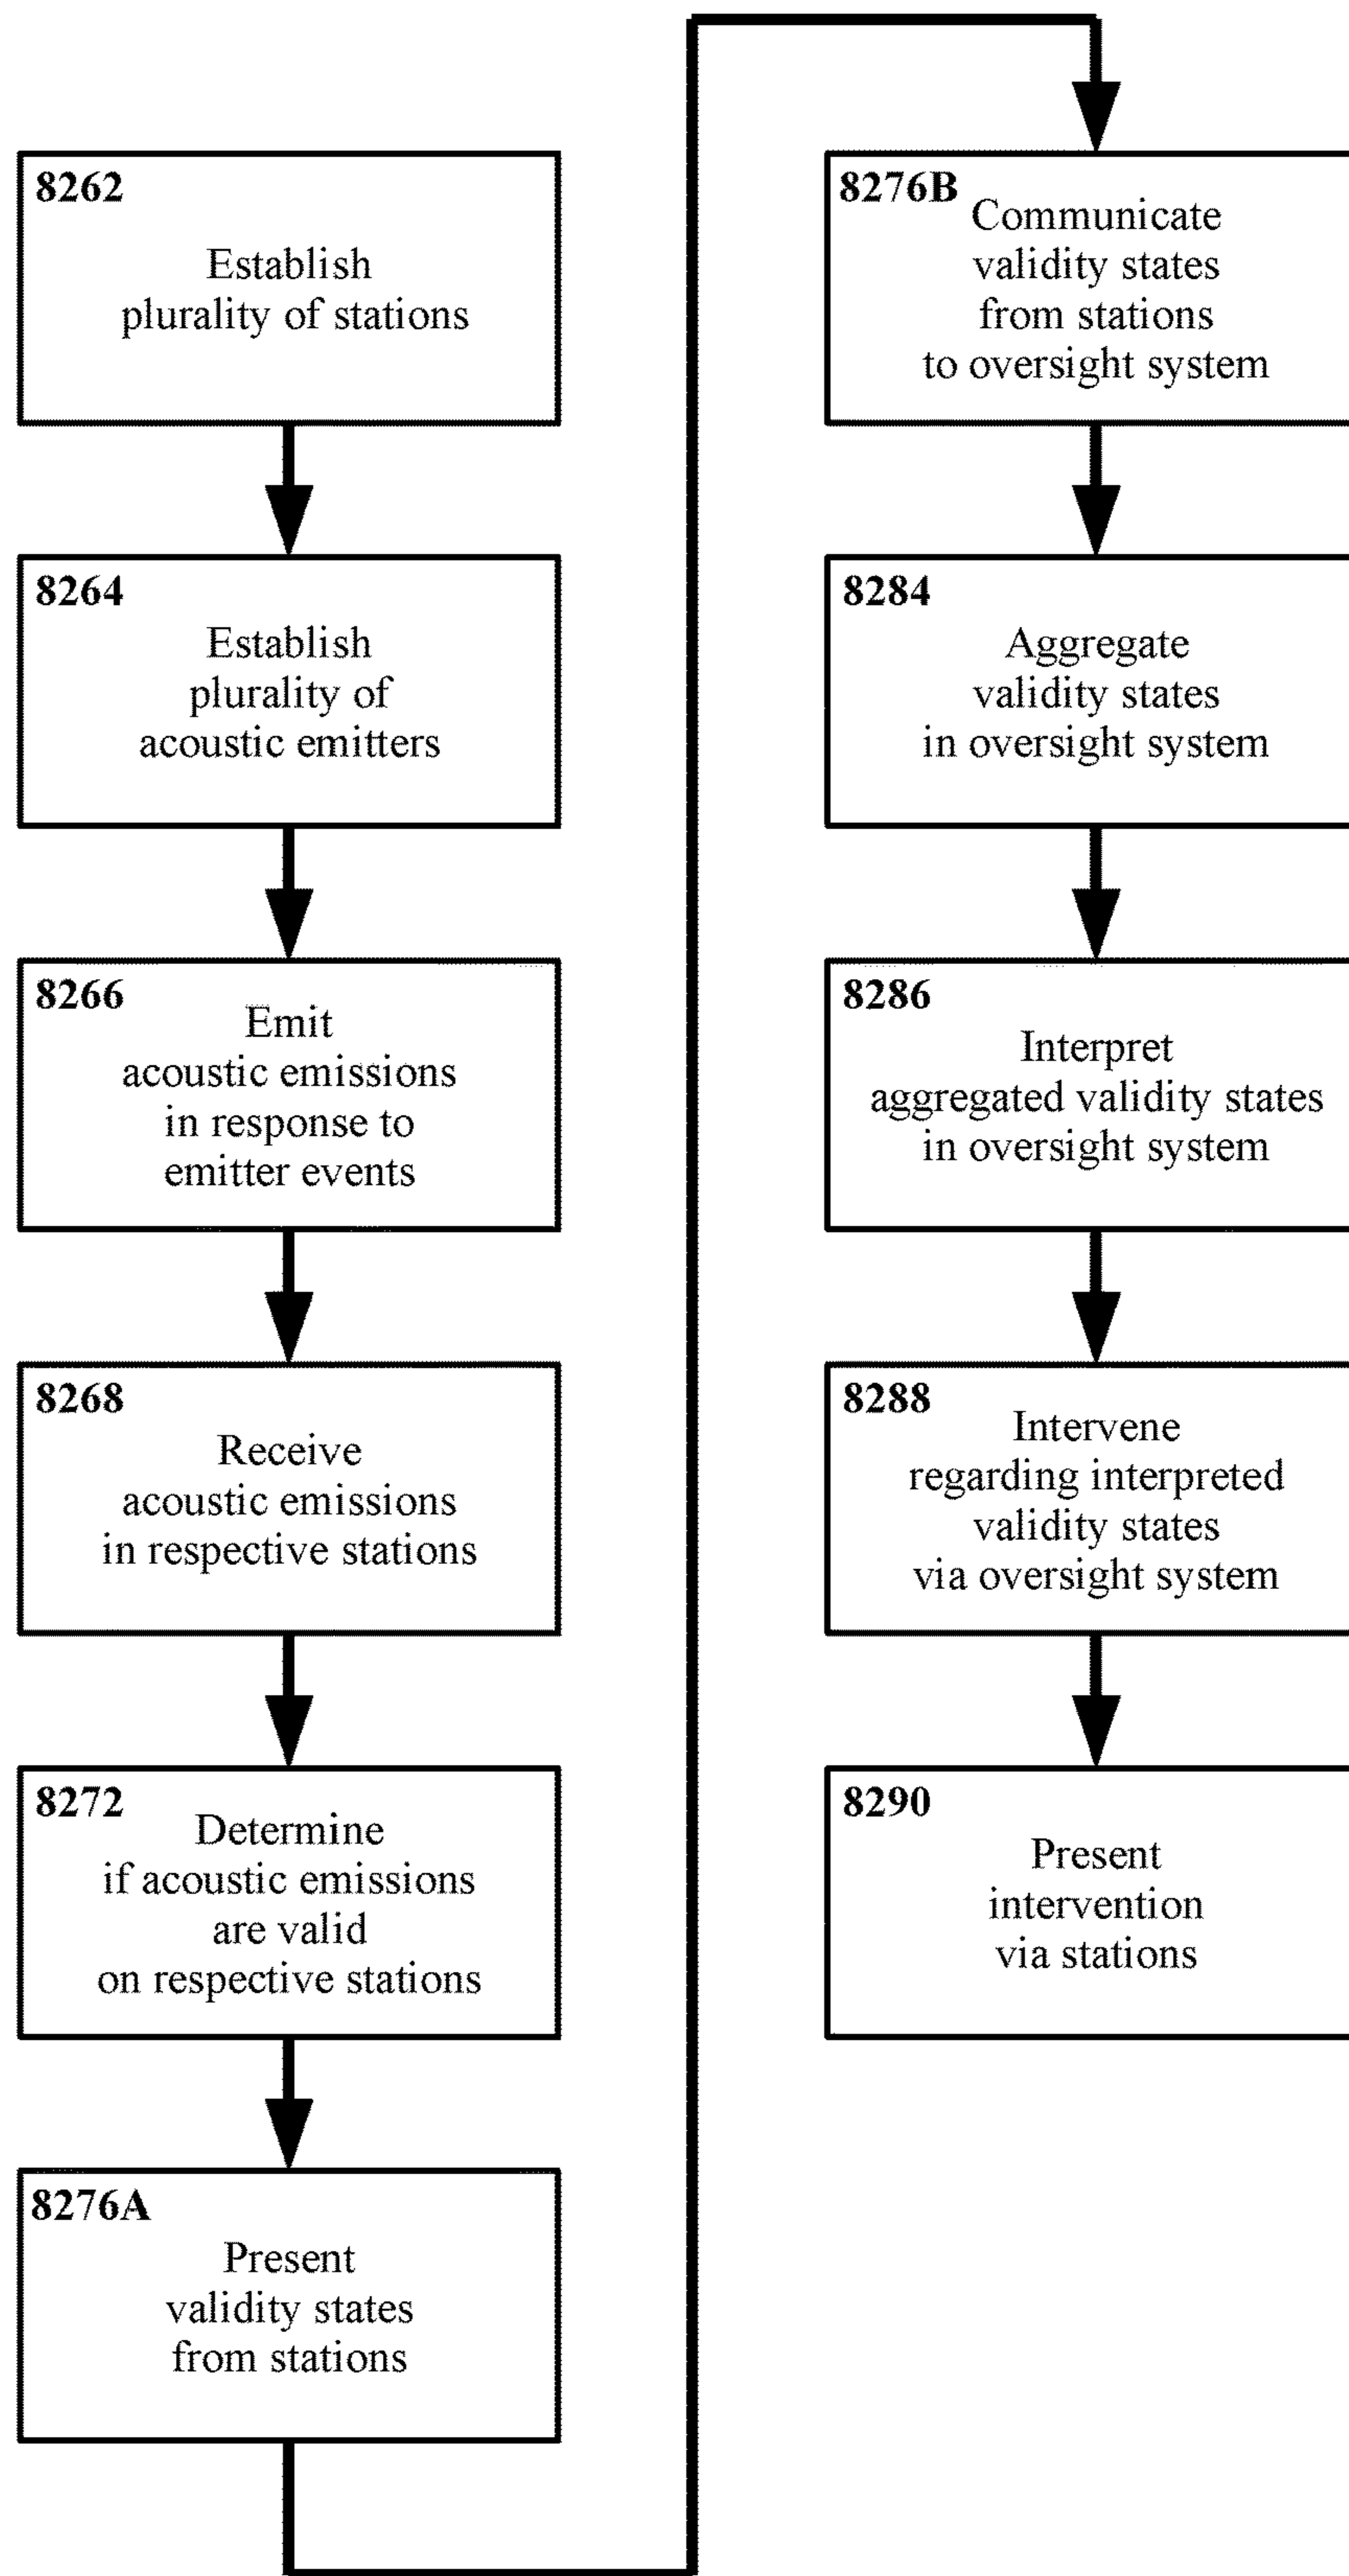 8262
Establish
plurality of stations
8264
Establish
plurality of
acoustic emitters
8266
Emit
acoustic emissions
in response to
emitter events
8268
Receive
acoustic emissions
in respective stations
8272
Determine
if acoustic emissions
are valid
on respective stations
8276A
Present
validity states
from stations
8276B
Communicate
validity states
from stations
to oversight system
8284
Aggregate
validity states
in oversight system
8286
Interpret
aggregated validity states
in oversight system
8288
Intervene
regarding interpreted
validity states
via oversight system
8290
Present
intervention
via stations